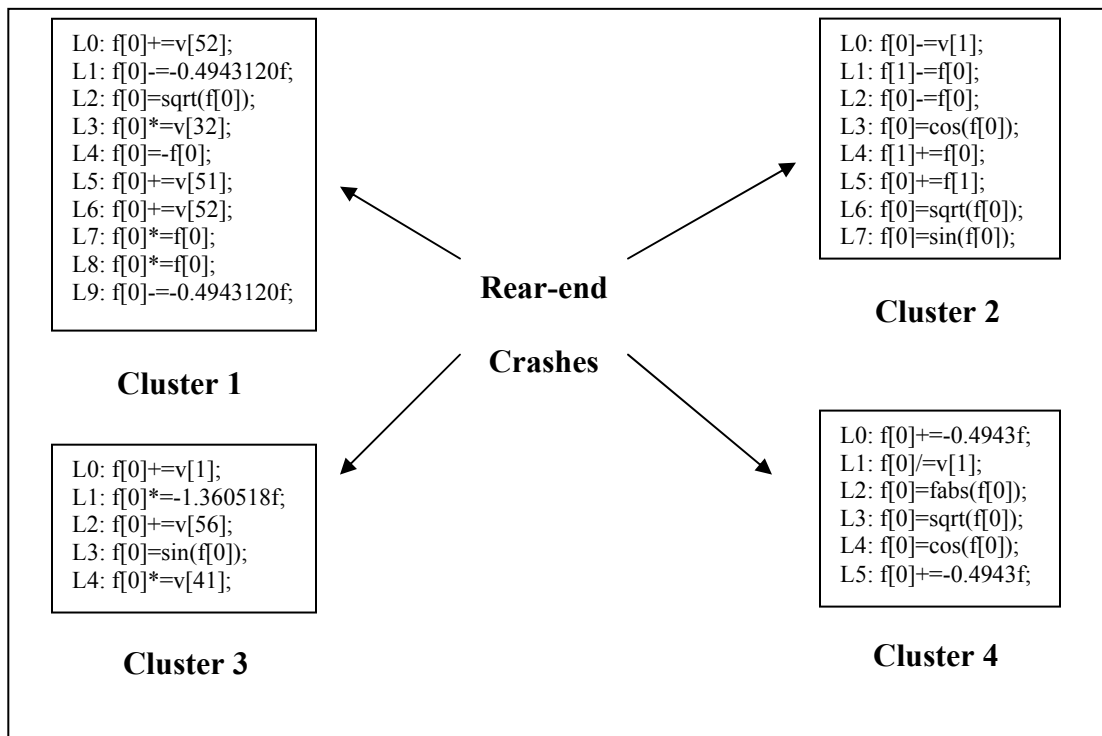 L0: f[0]+=v[52];
L1: f[0]-=-0.4943120f;
L2: f[0]=sqrt(f[0]);
L3: f[0]*=v[32];
L4: f[0]=-f[0];
L5: f[0]+=v[51];
L6: f[0]+=v[52];
L7: f[0]*=f[0];
L8: f[0]*=f[0];
L9: f[0]-=-0.4943120f;
Cluster 1
L0: f[0]-=v[1];
L1: f[1]-=f[0];
L2: f[0]-=f[0];
L3: f[0]=cos(f[0]);
L4: f[1]+=f[0];
L5: f[0]+=f[1];
L6: f[0]=sqrt(f[0]);
L7: f[0]=sin(f[0]);
Cluster 2
Rear-end
Crashes
L0: f[0]+=v[1];
L1: f[0]*=-1.360518f;
L2: f[0]+=v[56];
L3: f[0]=sin(f[0]);
L4: f[0]*=v[41];
Cluster 3
L0: f[0]+=-0.4943f;
L1: f[0]/=v[1];
L2: f[0]=fabs(f[0]);
L3: f[0]=sqrt(f[0]);
L4: f[0]=cos(f[0]);
L5: f[0]+=-0.4943f;
Cluster 4